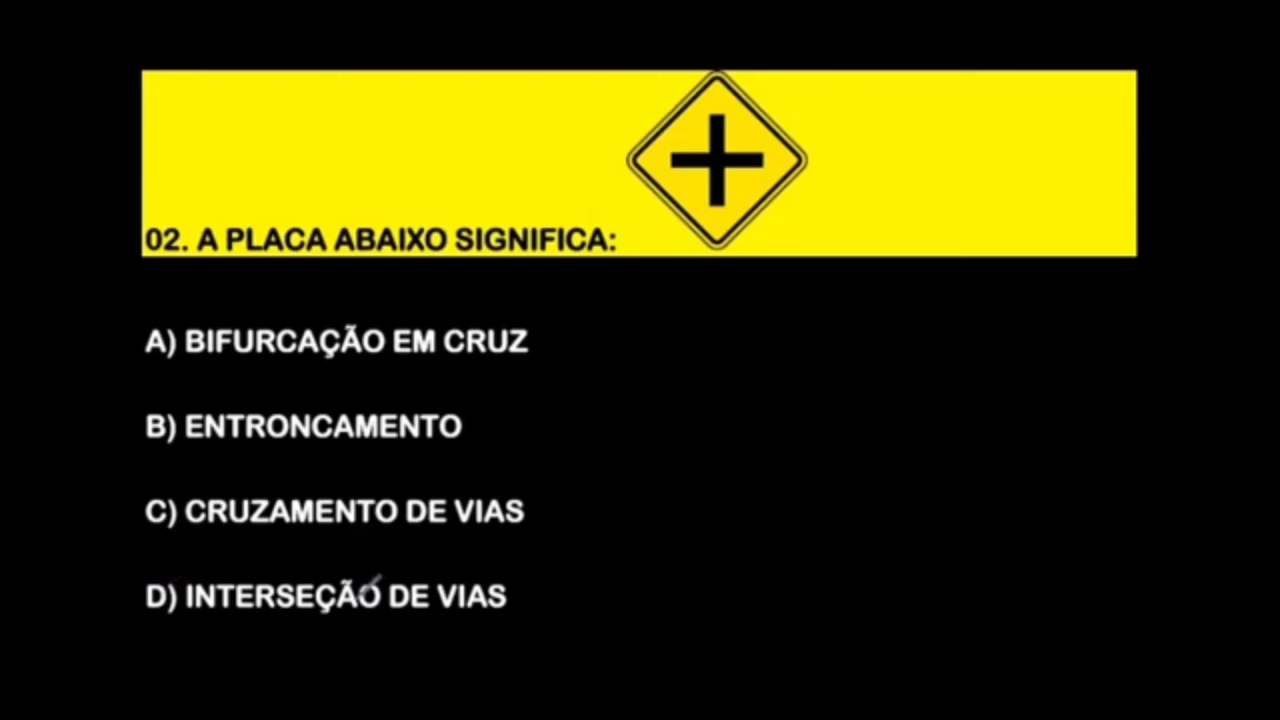 02. A PLACA ABAIXO SIGNIFICA:
A) BIFURCAÇÃO EM CRUZ
B) ENTRONCAMENTO
C) CRUZAMENTO DE VIAS
D) INTERSEÇÃO DE VIAS